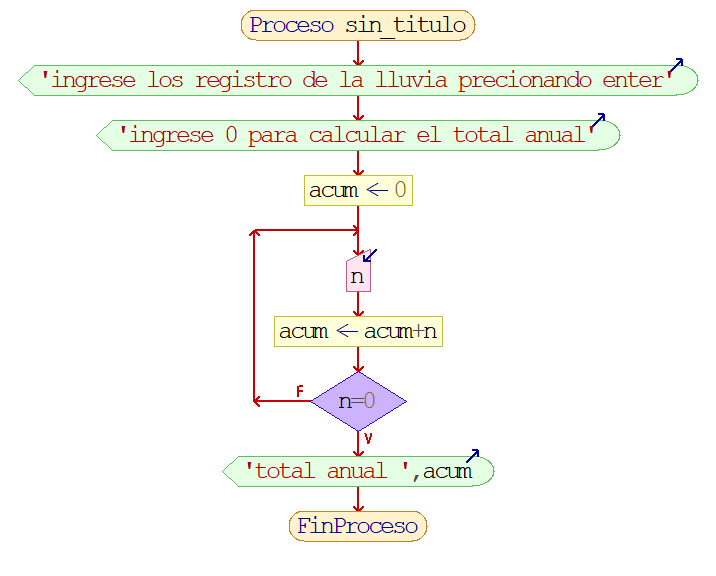 Proceso sin_titulo
'ingrese los registro de la lluvia precionando enter'
'ingrese 0 para calcular el total anual'
acum ← 0
n
acum ← acum+n
F
n=0
V
'total anual ',acum
FinProceso